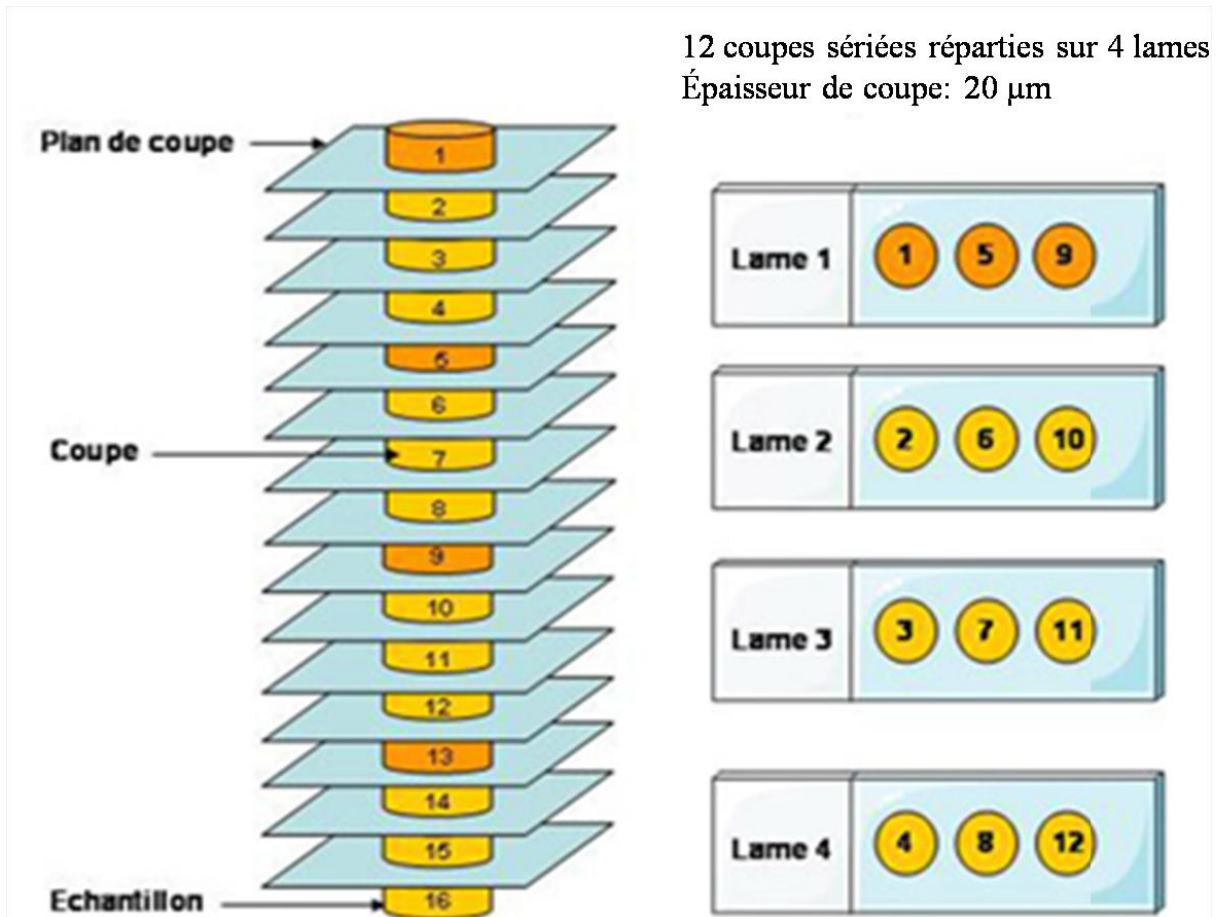 12 coupes sériées réparties sur 4 lames
Épaisseur de coupe: 20 µm
Plan de coupe
1
2
3
4
5
6
Coupe
7
8
9
10
11
12
13
14
15
Echantillon
16
Lame 1
1 5 9
Lame 2
2 6 10
Lame 3
3 7 11
Lame 4
4 8 12